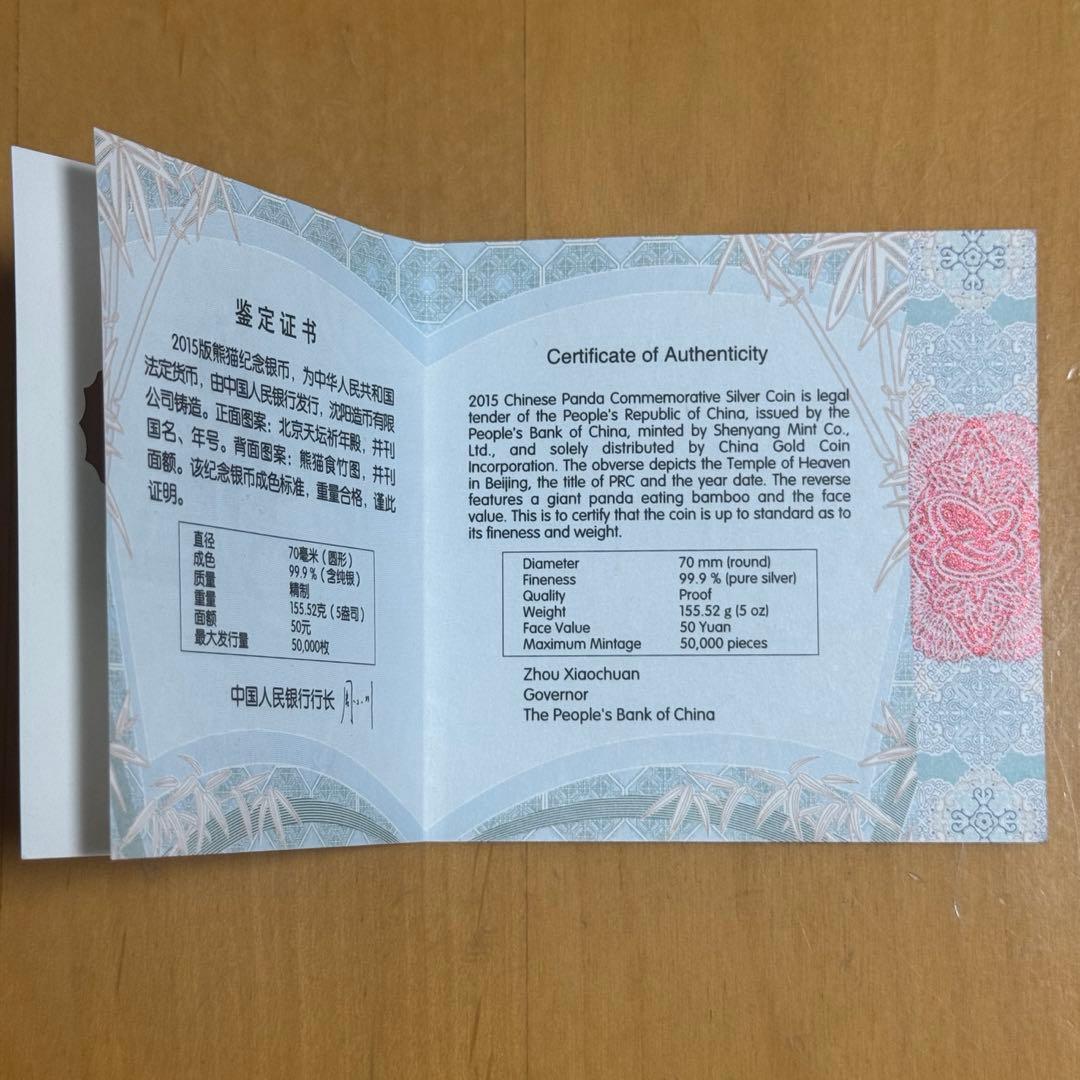 鉴定证书
2015版熊猫纪念银币，为中华人民共和国
法定货币，由中国人民银行发行，沈阳造币有限
公司铸造。正面图案：北京天坛祈年殿，并刊
国名、年号。背面图案：熊猫食竹图，并刊
面额。该纪念银币成色标准，重量合格，谨此
证明。
直径 70毫米（圆形）
成色 99.9 %（含纯银）
质量 精制
重量 155.52克（5盎司）
面额 50元
最大发行量 50,000枚
中国人民银行行长
Certificate of Authenticity
2015 Chinese Panda Commemorative Silver Coin is legal
tender of the People's Republic of China, issued by the
People's Bank of China, minted by Shenyang Mint Co.,
Ltd., and solely distributed by China Gold Coin
Incorporation. The obverse depicts the Temple of Heaven
in Beijing, the title of PRC and the year date. The reverse
features a giant panda eating bamboo and the face
value. This is to certify that the coin is up to standard as to
its fineness and weight.
Diameter 70 mm (round)
Fineness 99.9 % (pure silver)
Quality Proof
Weight 155.52 g (5 oz)
Face Value 50 Yuan
Maximum Mintage 50,000 pieces
Zhou Xiaochuan
Governor
The People's Bank of China